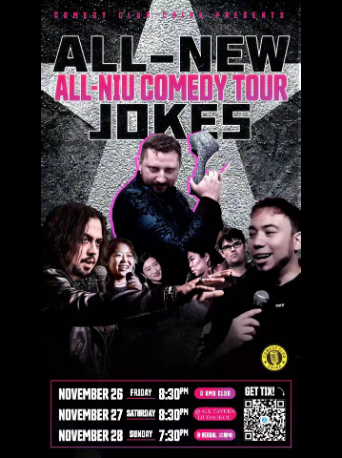 COMEDY CLUB CHINA PRESENTS
ALL-NEW
ALL-NIU COMEDY TOUR
JOKES
NOVEMBER 26 FRIDAY 8:30PM
NOVEMBER 27 SATURDAY 8:30PM
NOVEMBER 28 SUNDAY 7:30PM
GET TIX!